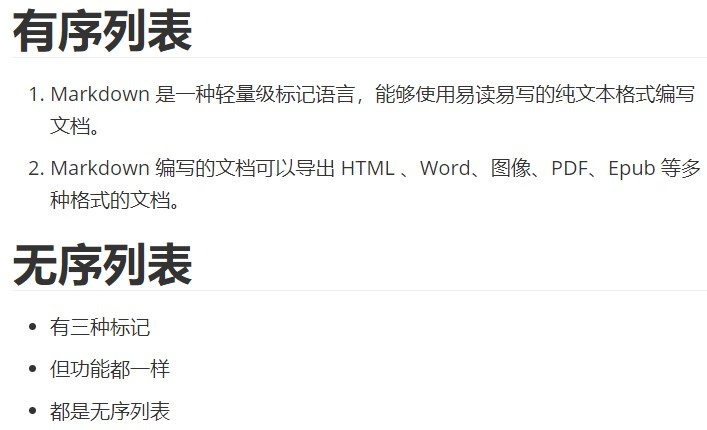 有序列表
1. Markdown 是一种轻量级标记语言，能够使用易读易写的纯文本格式编写
文档。
2. Markdown 编写的文档可以导出 HTML 、Word、图像、PDF、Epub 等多
种格式的文档。
无序列表
• 有三种标记
• 但功能都一样
• 都是无序列表